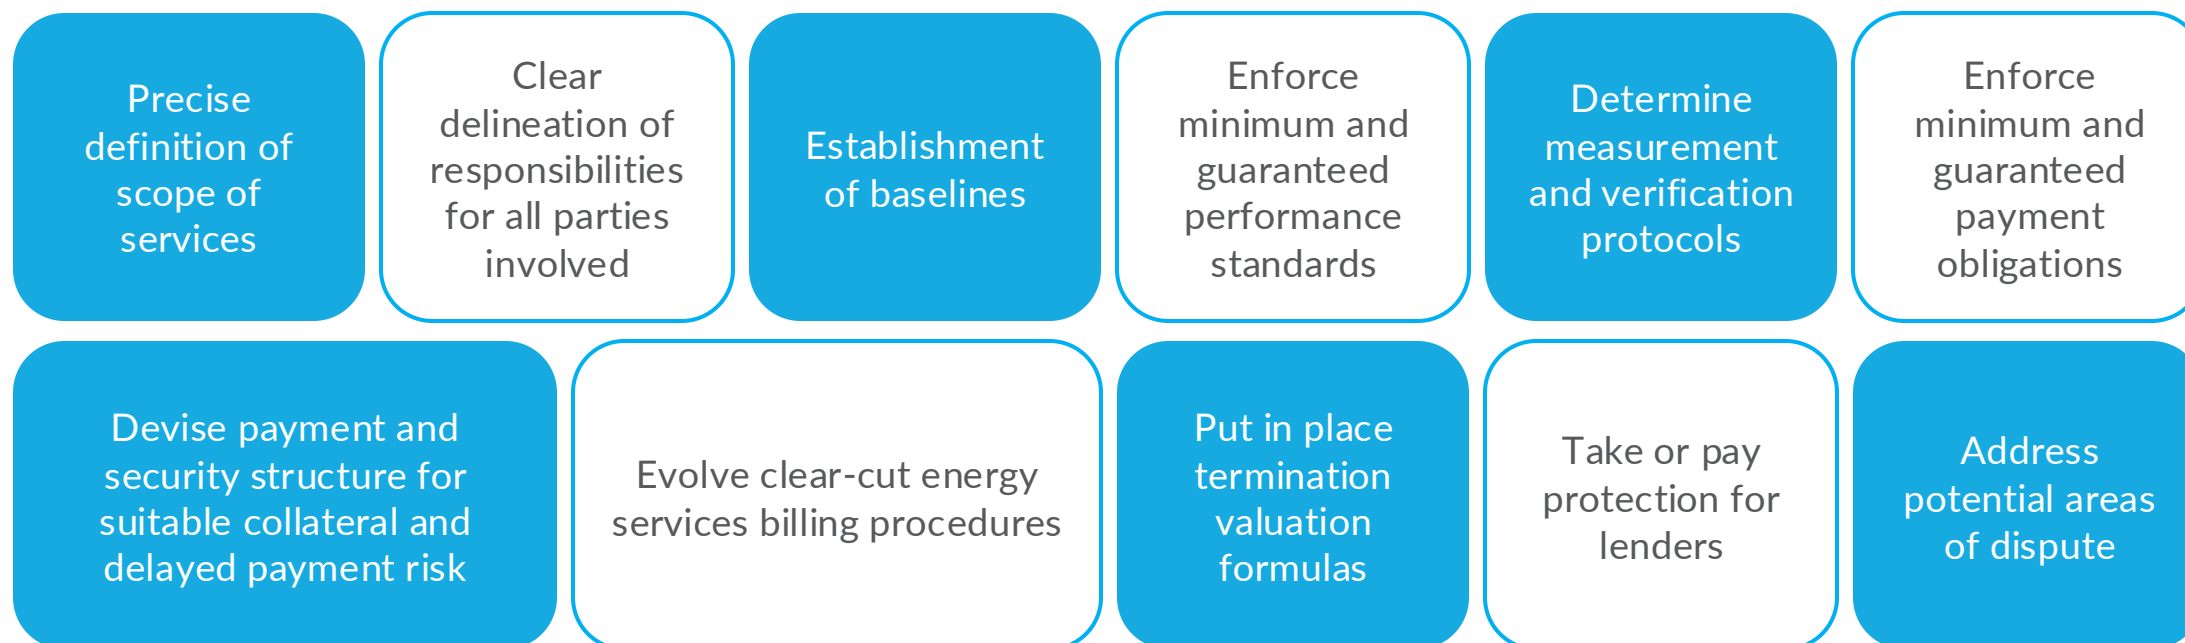 Precise
definition of
scope of
services
Clear
delineation of
responsibilities
for all parties
involved
Establishment
of baselines
Enforce
minimum and
guaranteed
performance
standards
Determine
measurement
and verification
protocols
Enforce
minimum and
guaranteed
payment
obligations
Devise payment and
security structure for
suitable collateral and
delayed payment risk
Evolve clear-cut energy
services billing procedures
Put in place
termination
valuation
formulas
Take or pay
protection for
lenders
Address
potential areas
of dispute